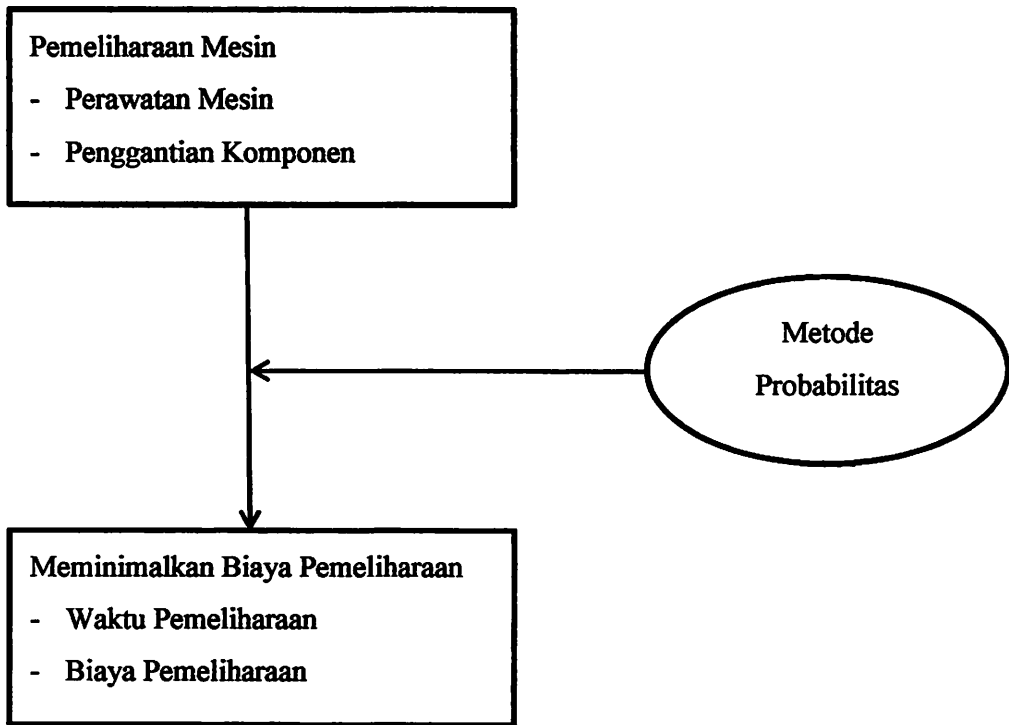 Pemeliharaan Mesin
- Perawatan Mesin
- Penggantian Komponen
Metode
Probabilitas
Meminimalkan Biaya Pemeliharaan
- Waktu Pemeliharaan
- Biaya Pemeliharaan